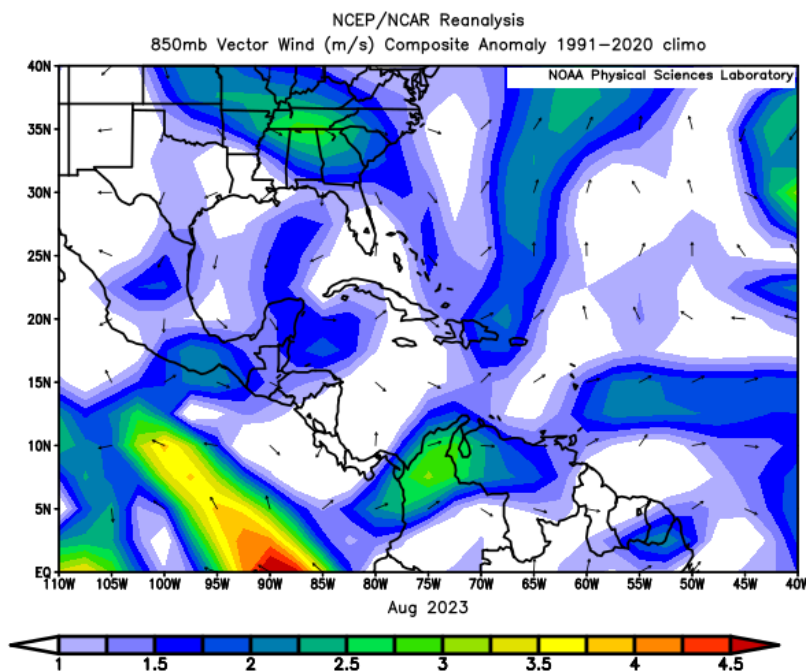 NCEP/NCAR Reanalysis
850mb Vector Wind (m/s) Composite Anomaly 1991-2020 climo
NOAA Physical Sciences Laboratory
40N
35N
30N
25N
20N
15N
10N
5N
EQ
110W 105W 100W 95W 90W 85W 80W 75W 70W 65W 60W 55W 50W 45W 40W
Aug 2023
1 1.5 2 2.5 3 3.5 4 4.5